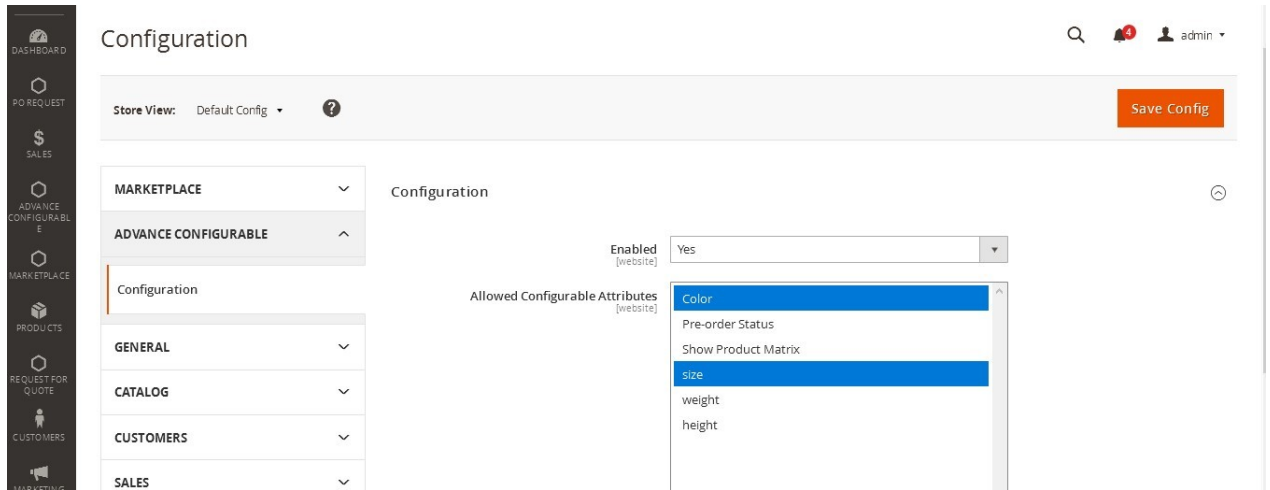 DASHBOARD
PO REQUEST
SALES
ADVANCE
CONFIGURABL
E
MARKETPLACE
PRODUCTS
REQUEST FOR
QUOTE
CUSTOMERS
MARKETING
Configuration
4
admin
Store View: Default Config
Save Config
MARKETPLACE
ADVANCE CONFIGURABLE
Configuration
GENERAL
CATALOG
CUSTOMERS
SALES
Configuration
Enabled Yes
[website]
Allowed Configurable Attributes
[website]
Color
Pre-order Status
Show Product Matrix
size
weight
height